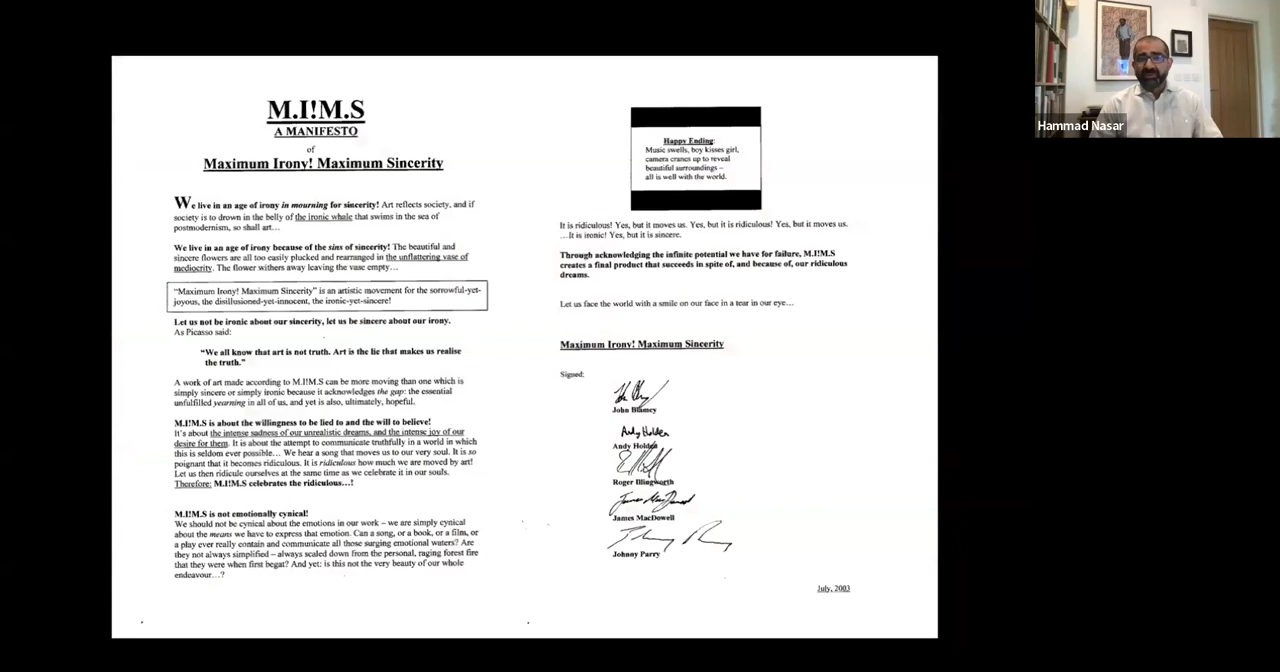 M.I!M.S
A MANIFESTO
of
Maximum Irony! Maximum Sincerity
We live in an age of irony in mourning for sincerity! Art reflects society, and if
society is to drown in the belly of the ironic whale that swims in the sea of
postmodernism, so shall art…
We live in an age of irony because of the sins of sincerity! The beautiful and
sincere flowers are all too easily plucked and rearranged in the unflattering vase of
mediocrity. The flower withers away leaving the vase empty…
"Maximum Irony! Maximum Sincerity" is an artistic movement for the sorrowful-yet-
joyous, the disillusioned-yet-innocent, the ironic-yet-sincere!
Let us not be ironic about our sincerity, let us be sincere about our irony.
As Picasso said:
"We all know that art is not truth. Art is the lie that makes us realise
the truth."
A work of art made according to M.I!M.S can be more moving than one which is
simply sincere or simply ironic because it acknowledges the gap: the essential
unfulfilled yearning in all of us, and yet is also, ultimately, hopeful.
M.I!M.S is about the willingness to be lied to and the will to believe!
It's about the intense sadness of our unrealistic dreams, and the intense joy of our
desire for them. It is about the attempt to communicate truthfully in a world in which
this is seldom ever possible… We hear a song that moves us to our very soul. It is so
poignant that it becomes ridiculous. It is ridiculous how much we are moved by art!
Let us then ridicule ourselves at the same time as we celebrate it in our souls.
Therefore: M.I!M.S celebrates the ridiculous…!
M.I!M.S is not emotionally cynical!
We should not be cynical about the emotions in our work – we are simply cynical
about the means we have to express that emotion. Can a song, or a book, or a film, or
a play ever really contain and communicate all those surging emotional waters? Are
they not always simplified – always scaled down from the personal, raging forest fire
that they were when first begat? And yet: is this not the very beauty of our whole
endeavour…?
Happy Ending:
Music swells, boy kisses girl,
camera cranes up to reveal
beautiful surroundings –
all is well with the world.
It is ridiculous! Yes, but it moves us. Yes, but it is ridiculous! Yes, but it moves us.
…It is ironic! Yes, but it is sincere.
Through acknowledging the infinite potential we have for failure, M.I!M.S
creates a final product that succeeds in spite of, and because of, our ridiculous
dreams.
Let us face the world with a smile on our face in a tear in our eye…
Maximum Irony! Maximum Sincerity
Signed:
John Blamey
Andy Holden
Andy Holden
Roger Illingworth
James MacDowell
Johnny Parry
July, 2003
Hammad Nasar